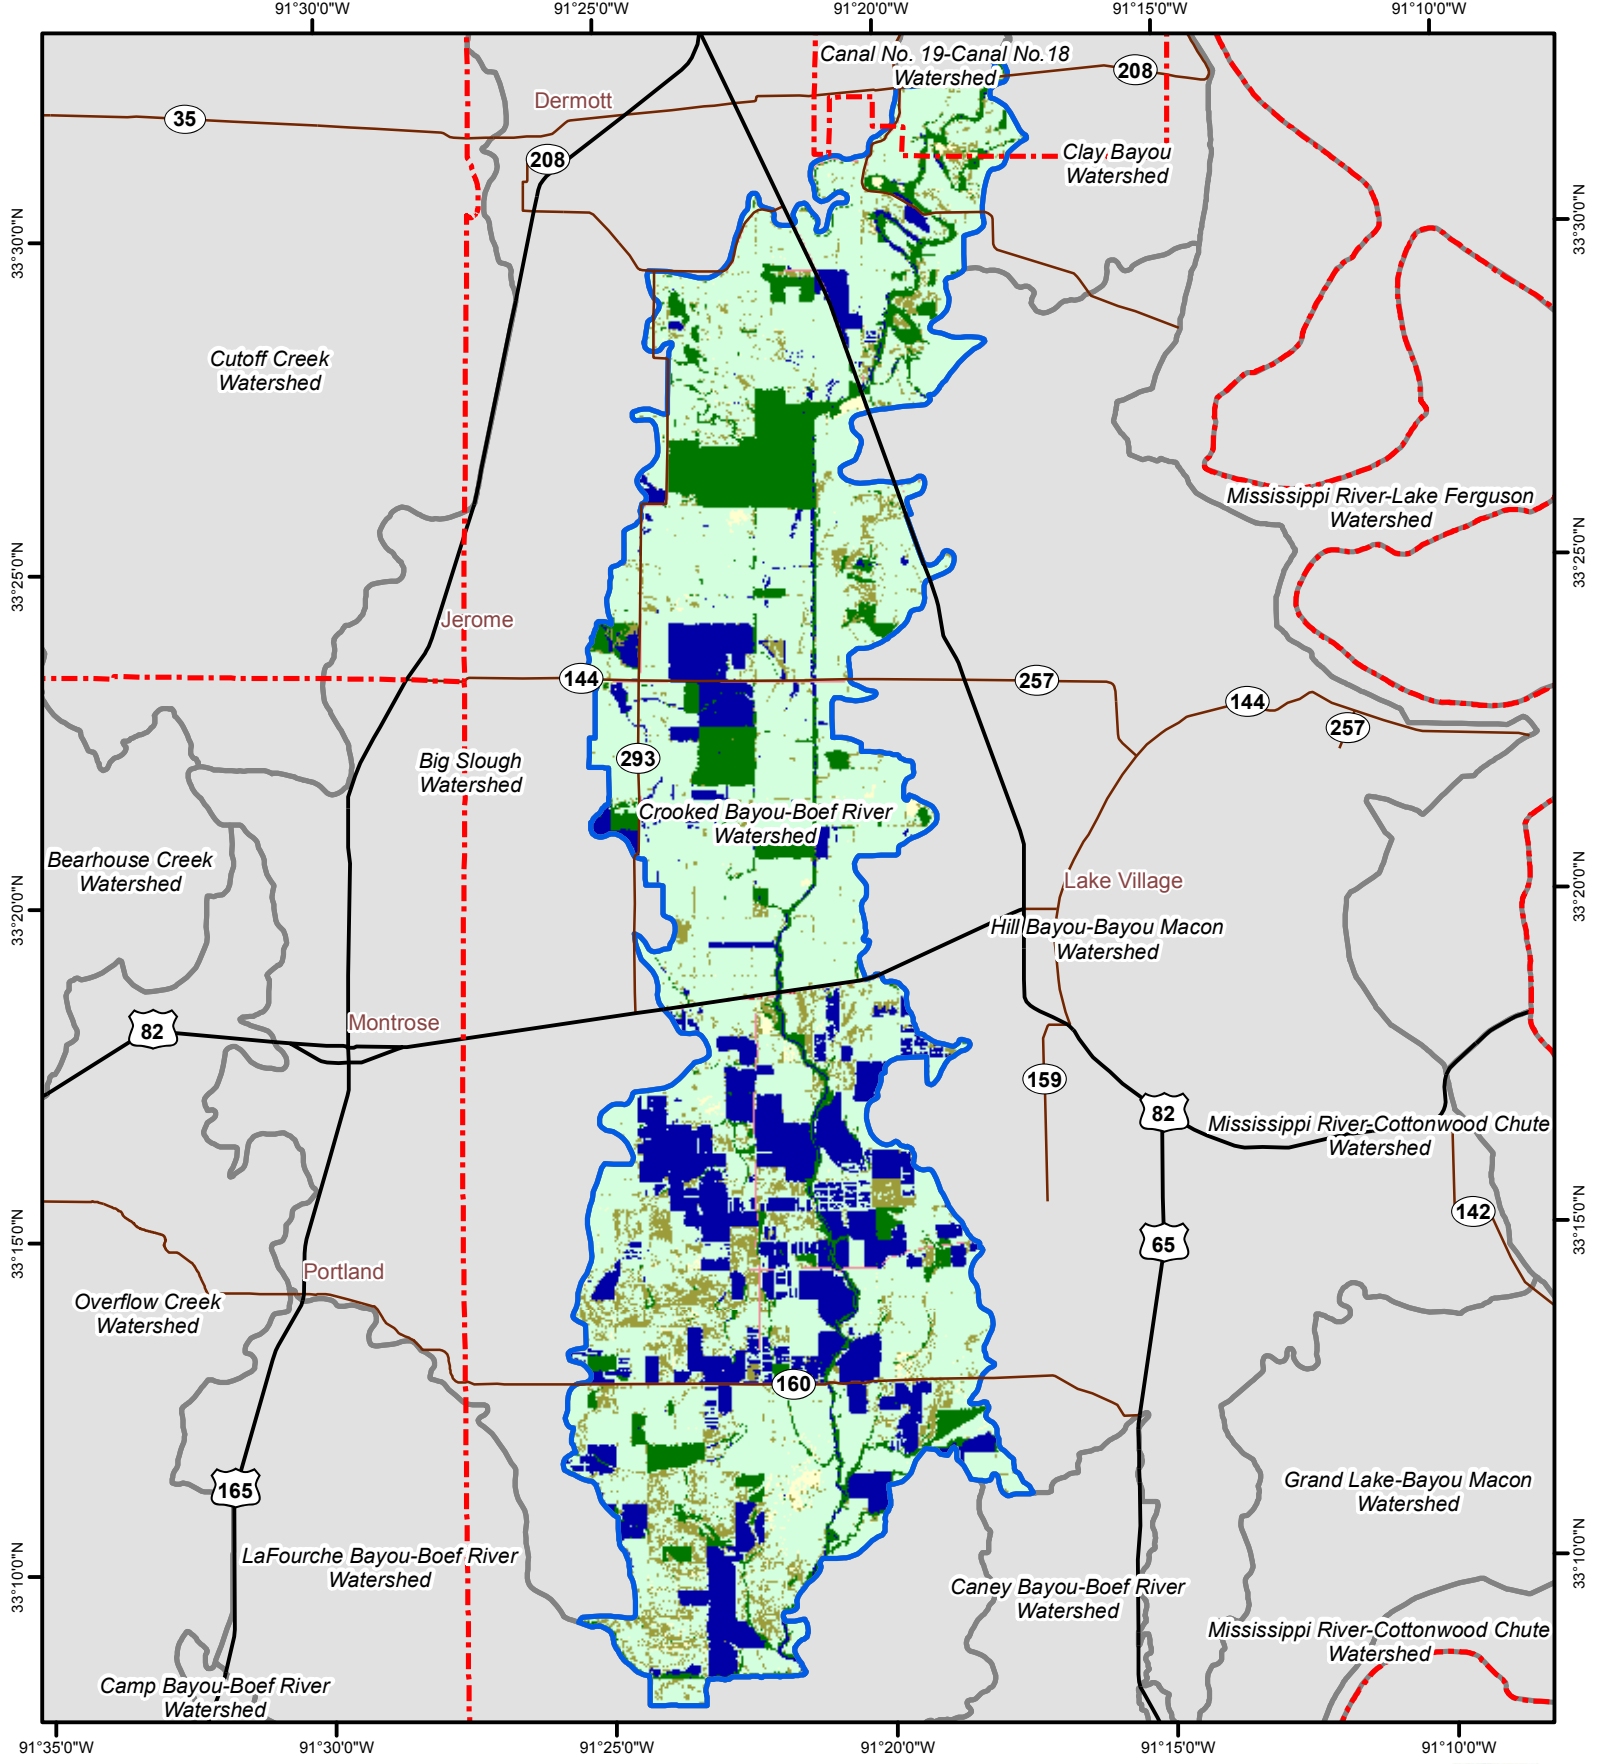 91°30'0"W
91°25'0"W
91°20'0"W
91°15'0"W
91°10'0"W
Canal No. 19-Canal No.18
Watershed
208
Dermott
35
208
Clay Bayou
Watershed
33°30'0"N
33°30'0"N
Cutoff Creek
Watershed
Mississippi River-Lake Ferguson
Watershed
33°25'0"N
33°25'0"N
Jerome
144
257
144
257
293
Big Slough
Watershed
Crooked Bayou-Boef River
Watershed
Bearhouse Creek
Watershed
Lake Village
33°20'0"N
33°20'0"N
Hill Bayou-Bayou Macon
Watershed
82
Montrose
159
82
Mississippi River-Cottonwood Chute
Watershed
142
33°15'0"N
33°15'0"N
65
Portland
Overflow Creek
Watershed
160
165
Grand Lake-Bayou Macon
Watershed
33°10'0"N
33°10'0"N
LaFourche Bayou-Boef River
Watershed
Caney Bayou-Boef River
Watershed
Mississippi River-Cottonwood Chute
Watershed
Camp Bayou-Boef River
Watershed
91°35'0"W
91°30'0"W
91°25'0"W
91°20'0"W
91°15'0"W
91°10'0"W